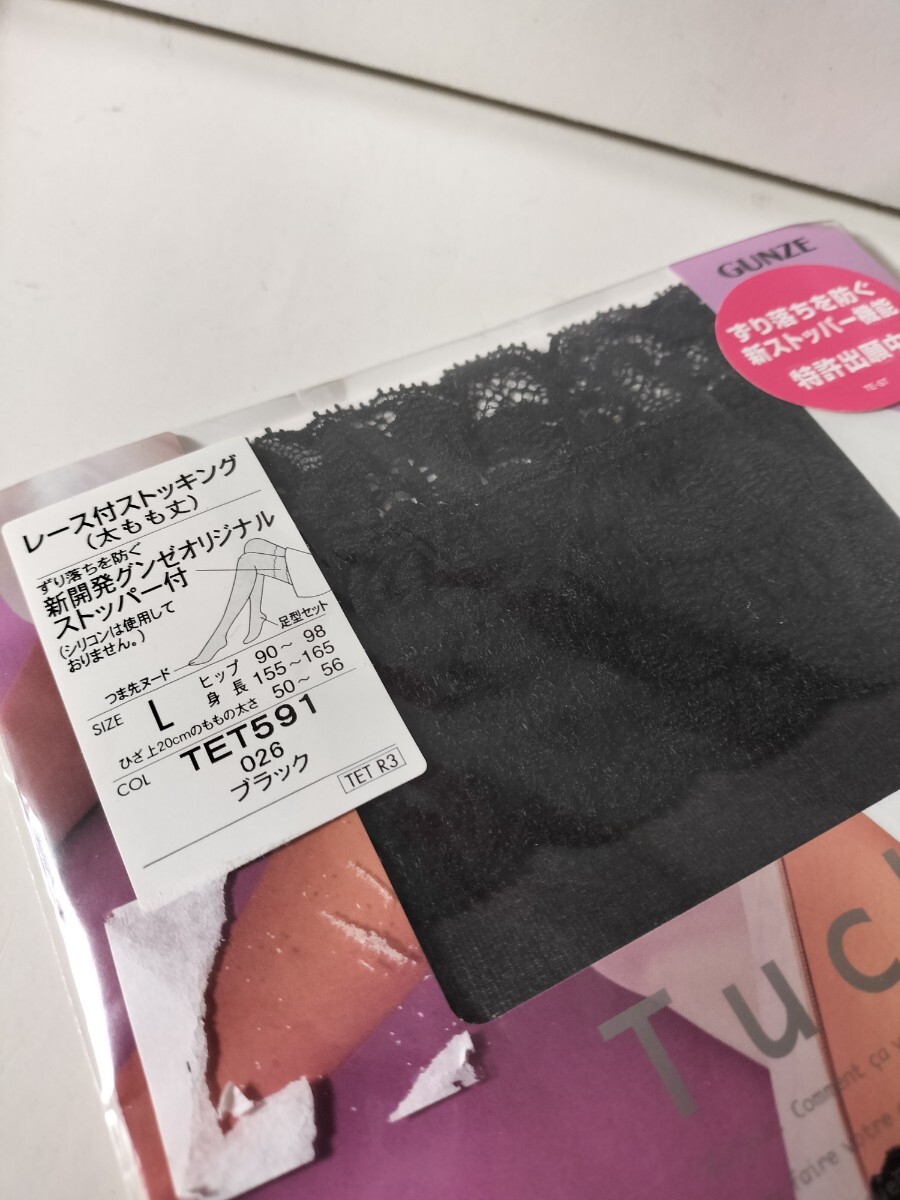 GUNZE
ずり落ちを防ぐ
新ストッパー機能
特許出願中
TE-ST
レース付ストッキング
(太もも丈)
ずり落ちを防ぐ
新開発グンゼオリジナル
ストッパー付
(シリコンは使用して
おりません。)
足型セット
つま先ヌード
SIZE L
ヒップ 90～98
身長 155～165
ひざ上20cmのももの太さ 50～56
TET591
COL 026
ブラック
TET R3
Tuc
Comment ça v
faire votre